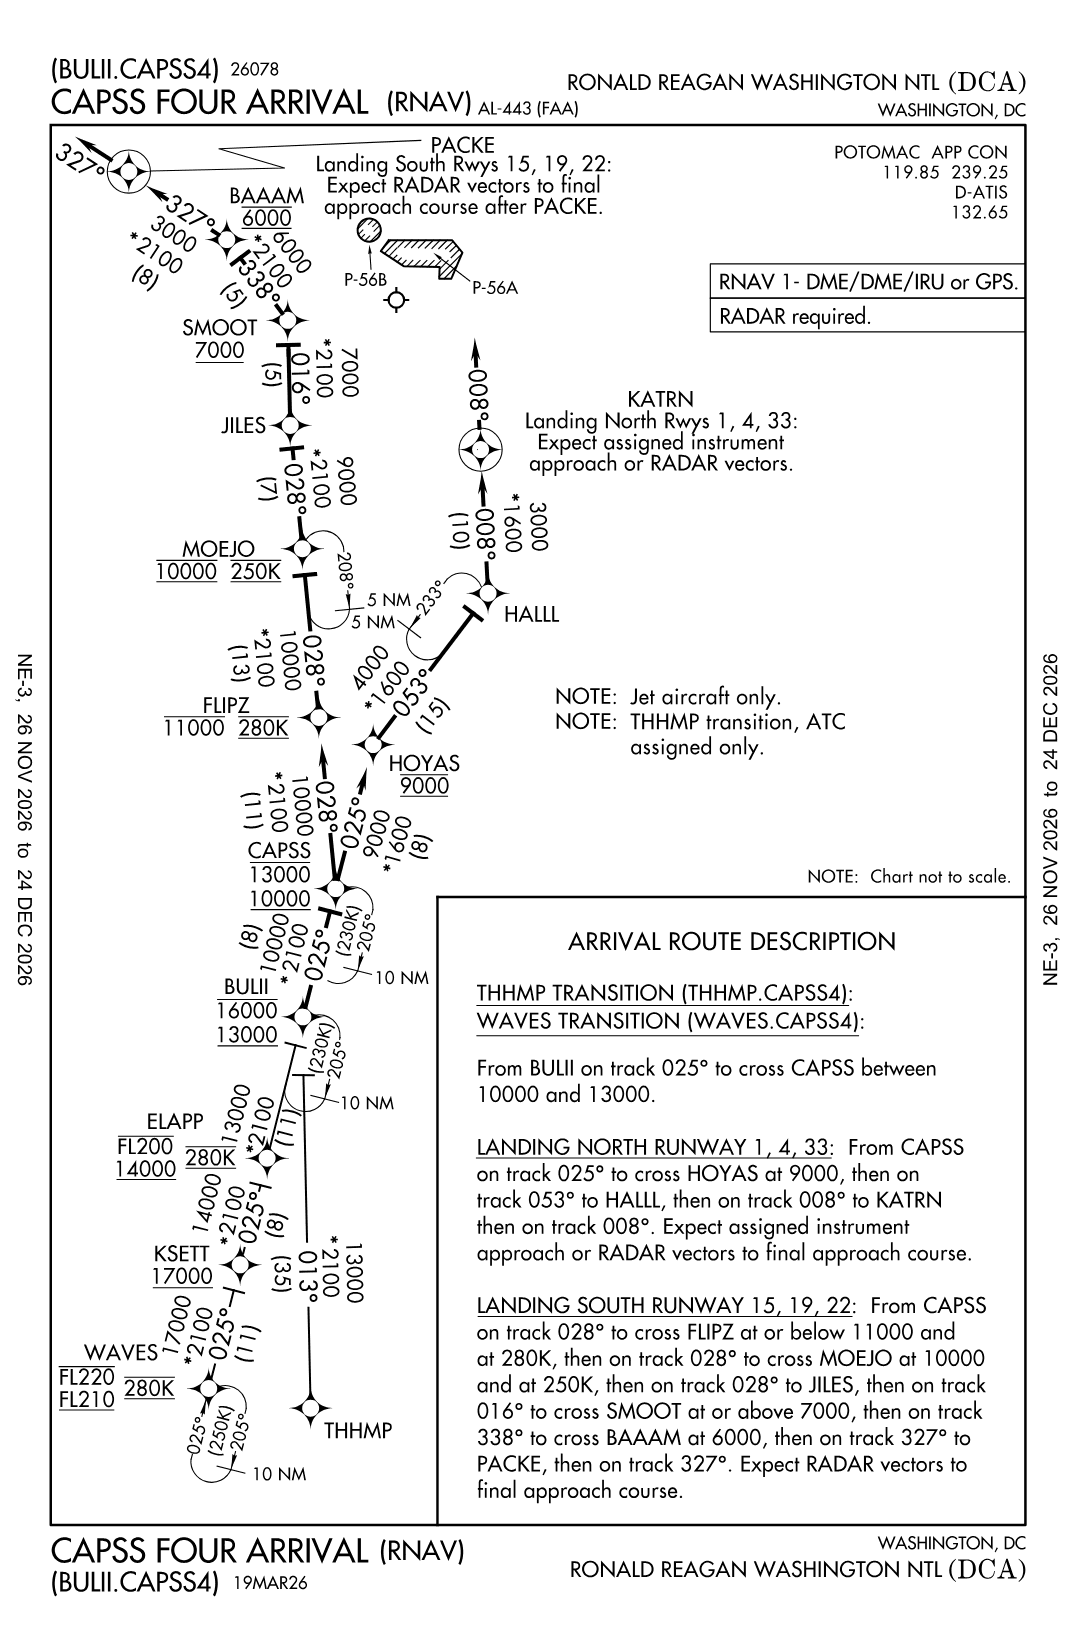 (BULII.CAPSS4) 26078
CAPSS FOUR ARRIVAL (RNAV) AL-443 (FAA)
RONALD REAGAN WASHINGTON NTL (DCA)
WASHINGTON, DC
POTOMAC APP CON
119.85 239.25
D-ATIS
132.65
RNAV 1- DME/DME/IRU or GPS.
RADAR required.
PACKE
Landing South Rwys 15, 19, 22:
Expect RADAR vectors to final
approach course after PACKE.
327°
BAAAM
6000
327°
3000
*2100
(8)
P-56B
P-56A
6000
*2100
338°
(5)
SMOOT
7000
7000
*2100
016°
(5)
JILES
008°
KATRN
Landing North Rwys 1, 4, 33:
Expect assigned instrument
approach or RADAR vectors.
9000
*2100
028°
(7)
3000
*1600
008°
(10)
MOEJO
10000 250K
208°
5 NM
5 NM
233°
HALLL
10000
*2100
028°
(13)
4000
*1600
053°
(15)
FLIPZ
11000 280K
NOTE: Jet aircraft only.
NOTE: THHMP transition, ATC
assigned only.
HOYAS
9000
10000
*2100
028°
(11)
025°
9000
*1600
(8)
CAPSS
13000
10000
NOTE: Chart not to scale.
(230K)
205°
10 NM
10000
*2100
025°
(8)
BULII
16000
13000
(230K)
205°
10 NM
13000
*2100
(11)
ELAPP
FL200
14000
280K
14000
*2100
025°
(8)
KSETT
17000
13000
*2100
013°
(35)
17000
*2100
025°
(11)
WAVES
FL220
FL210
280K
025°
(250K)
205°
10 NM
THHMP
ARRIVAL ROUTE DESCRIPTION
THHMP TRANSITION (THHMP.CAPSS4):
WAVES TRANSITION (WAVES.CAPSS4):
From BULII on track 025° to cross CAPSS between
10000 and 13000.
LANDING NORTH RUNWAY 1, 4, 33: From CAPSS
on track 025° to cross HOYAS at 9000, then on
track 053° to HALLL, then on track 008° to KATRN
then on track 008°. Expect assigned instrument
approach or RADAR vectors to final approach course.
LANDING SOUTH RUNWAY 15, 19, 22: From CAPSS
on track 028° to cross FLIPZ at or below 11000 and
at 280K, then on track 028° to cross MOEJO at 10000
and at 250K, then on track 028° to JILES, then on track
016° to cross SMOOT at or above 7000, then on track
338° to cross BAAAM at 6000, then on track 327° to
PACKE, then on track 327°. Expect RADAR vectors to
final approach course.
NE-3, 26 NOV 2026 to 24 DEC 2026
NE-3, 26 NOV 2026 to 24 DEC 2026
CAPSS FOUR ARRIVAL (RNAV)
(BULII.CAPSS4) 19MAR26
WASHINGTON, DC
RONALD REAGAN WASHINGTON NTL (DCA)